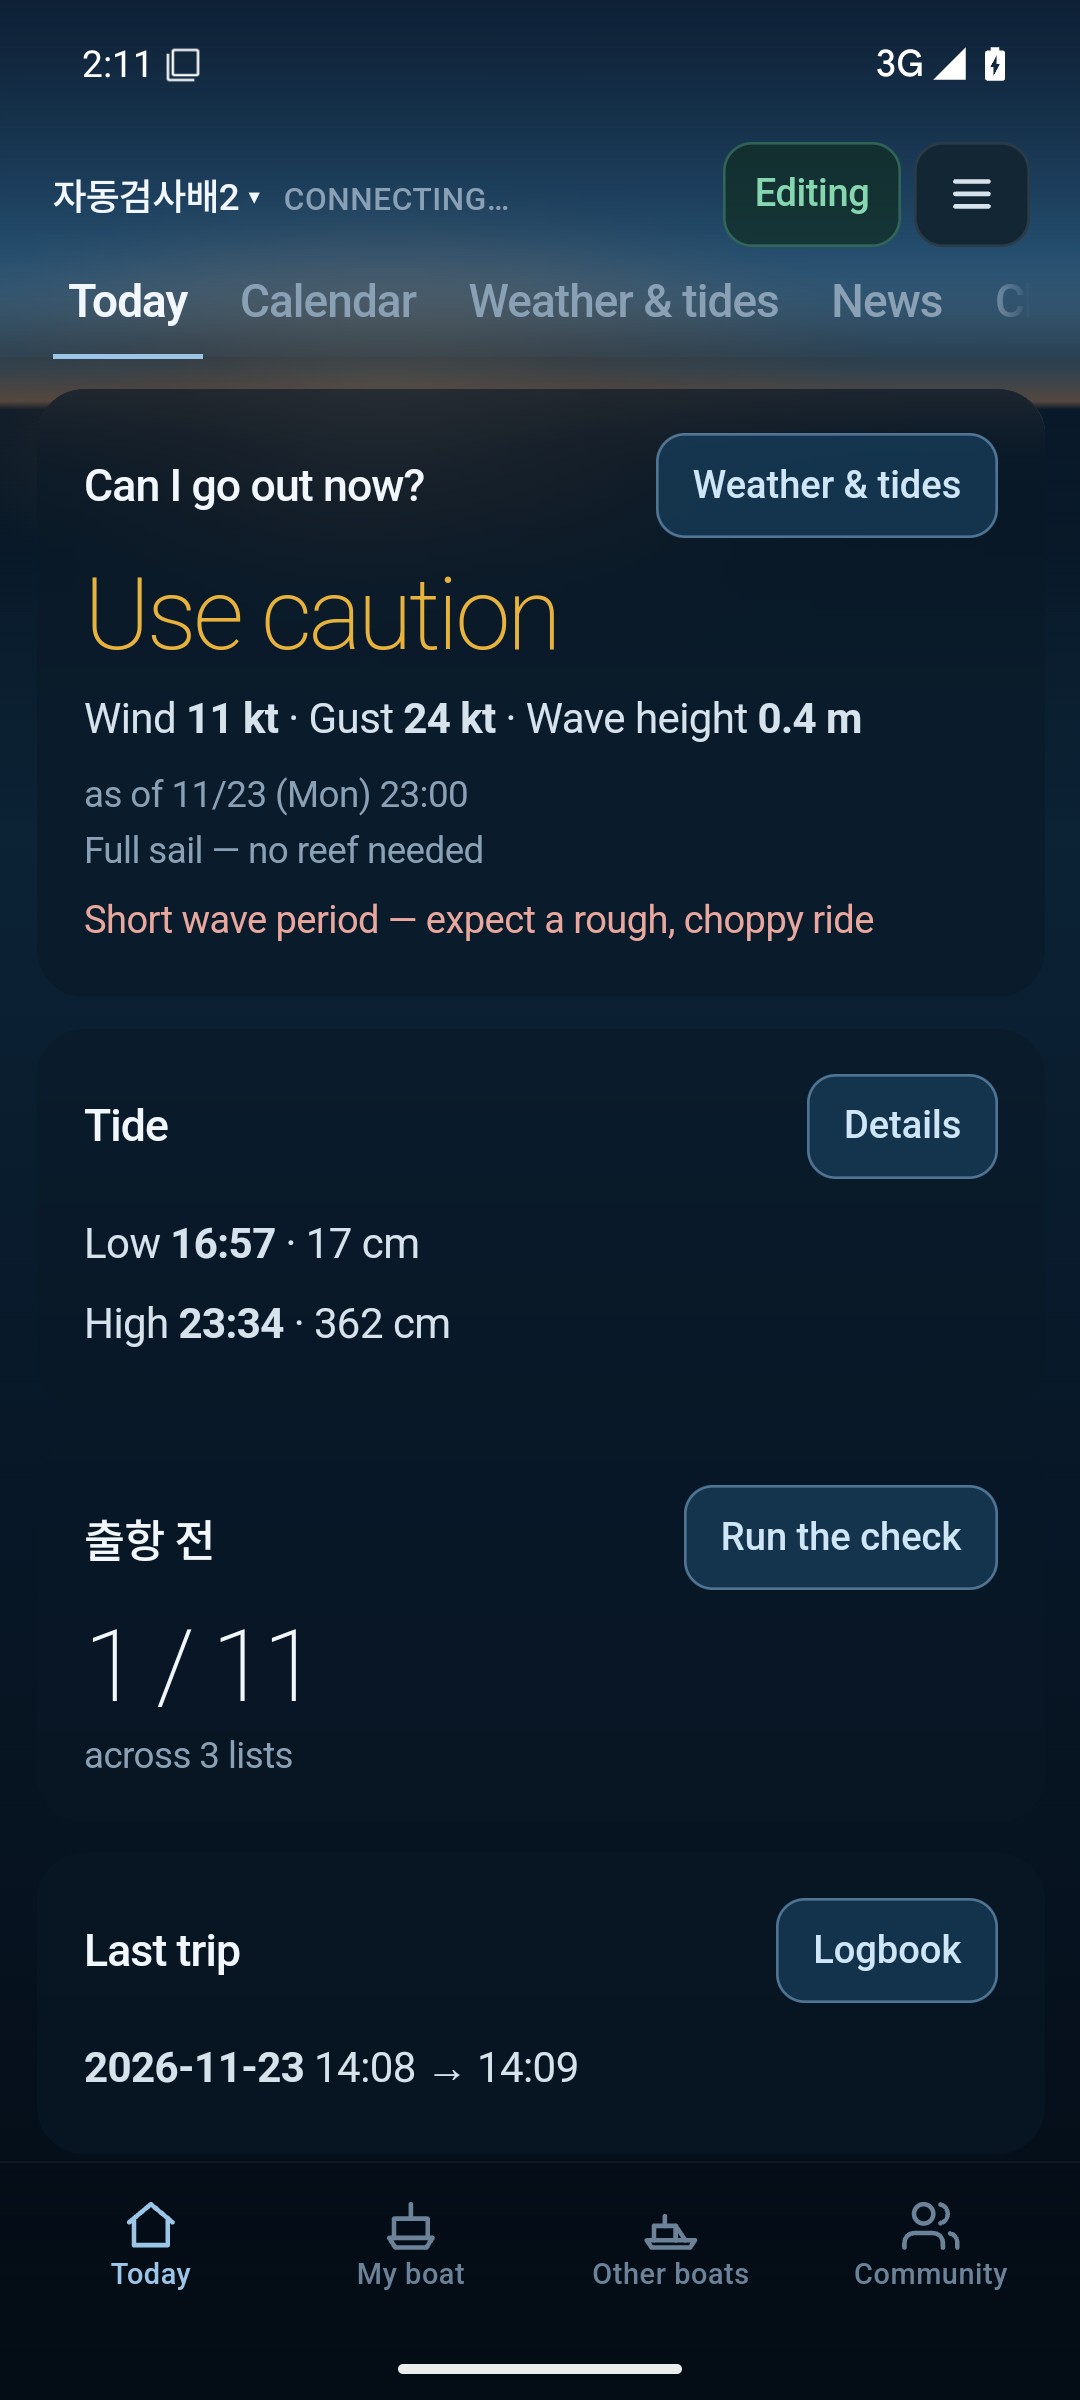 2:11
3G
자동검사배2 ▾ CONNECTING…
Editing
Today
Calendar
Weather & tides
News
Can I go out now?
Weather & tides
Use caution
Wind 11 kt · Gust 24 kt · Wave height 0.4 m
as of 11/23 (Mon) 23:00
Full sail — no reef needed
Short wave period — expect a rough, choppy ride
Tide
Details
Low 16:57 · 17 cm
High 23:34 · 362 cm
출항 전
Run the check
1 / 11
across 3 lists
Last trip
Logbook
2026-11-23 14:08 → 14:09
Today
My boat
Other boats
Community